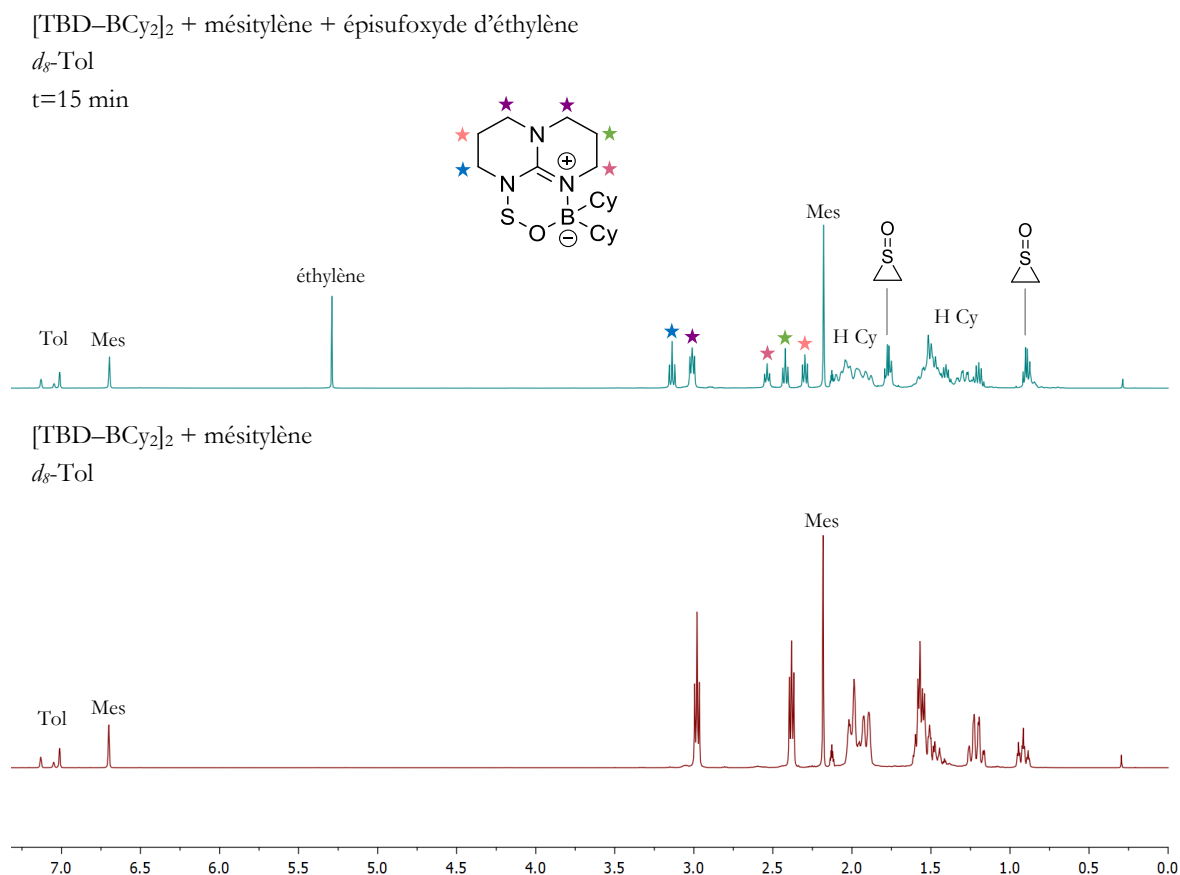 [TBD–BCy2]2 + mésitylène + épisufoxyde d’éthylène
d8-Tol
t=15 min
N
N
+
N
S
O
B
−
Cy
Cy
Mes
O
S
O
S
éthylène
Tol
Mes
H Cy
H Cy
[TBD–BCy2]2 + mésitylène
d8-Tol
Mes
Tol
Mes
7.0 6.5 6.0 5.5 5.0 4.5 4.0 3.5 3.0 2.5 2.0 1.5 1.0 0.5 0.0